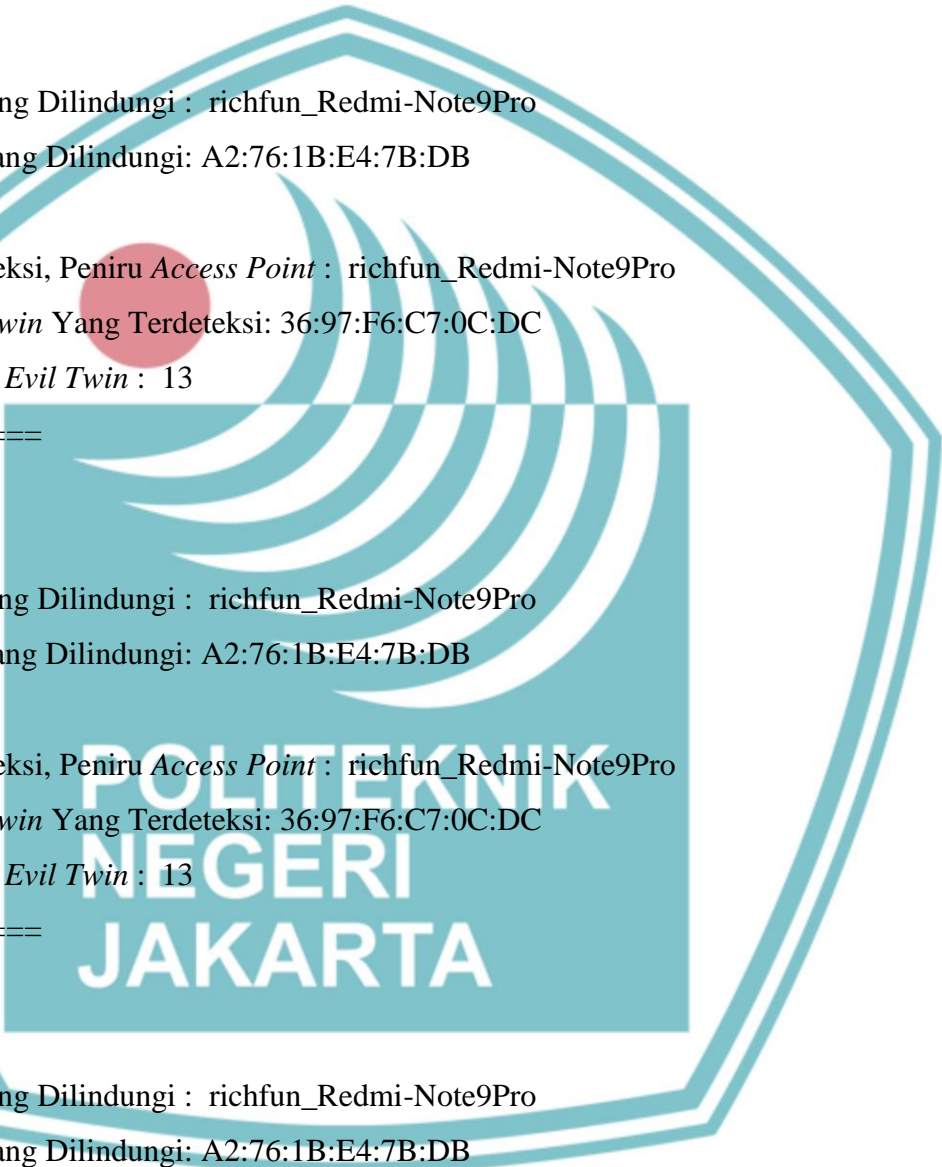 ng Dilindungi : richfun_Redmi-Note9Pro
ang Dilindungi: A2:76:1B:E4:7B:DB
eksi, Peniru Access Point : richfun_Redmi-Note9Pro
win Yang Terdeteksi: 36:97:F6:C7:0C:DC
Evil Twin : 13
===
ng Dilindungi : richfun_Redmi-Note9Pro
ang Dilindungi: A2:76:1B:E4:7B:DB
eksi, Peniru Access Point : richfun_Redmi-Note9Pro
win Yang Terdeteksi: 36:97:F6:C7:0C:DC
Evil Twin : 13
===
POLITEKNIK
NEGERI
JAKARTA
ng Dilindungi : richfun_Redmi-Note9Pro
ang Dilindungi: A2:76:1B:E4:7B:DB